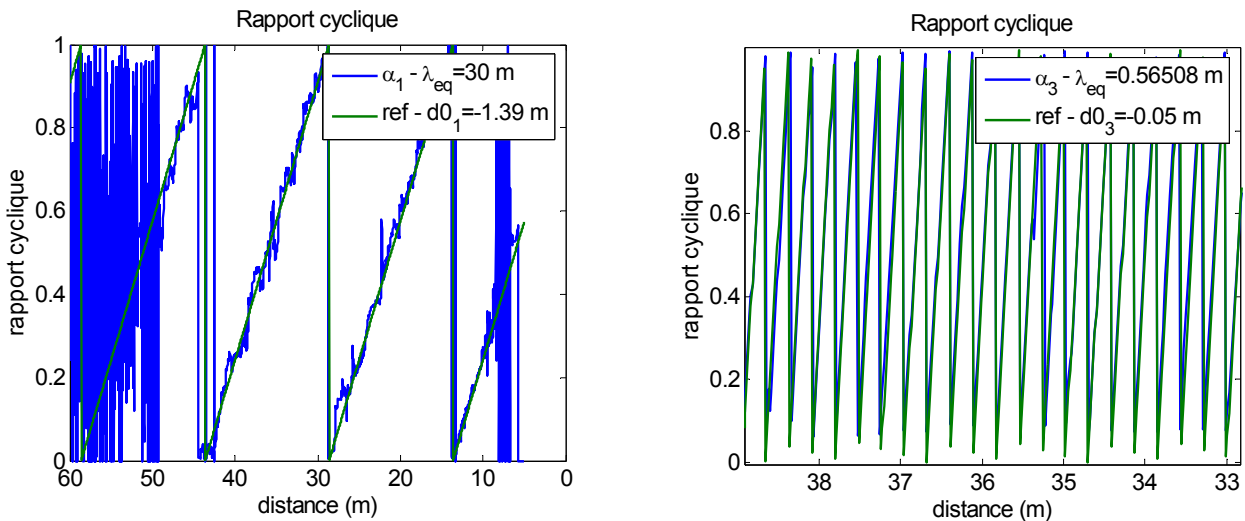 Rapport cyclique
1
0.8
0.6
0.4
0.2
0
rapport cyclique
α1 - λeq=30 m
ref - d01=-1.39 m
60 50 40 30 20 10 0
distance (m)
Rapport cyclique
0.8
0.6
0.4
0.2
0
rapport cyclique
α3 - λeq=0.56508 m
ref - d03=-0.05 m
38 37 36 35 34 33
distance (m)